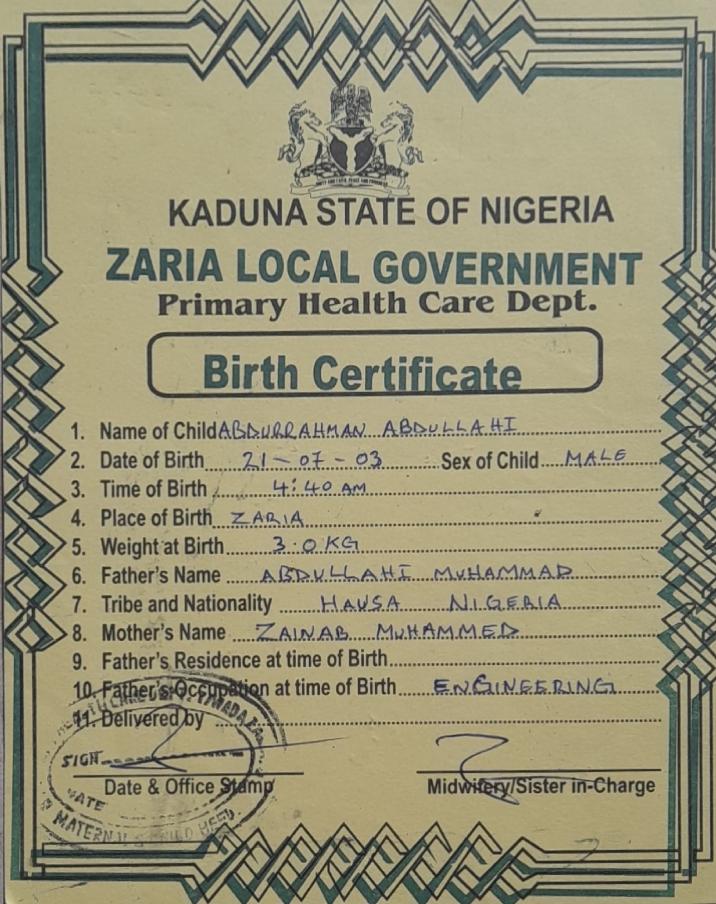 KADUNA STATE OF NIGERIA
ZARIA LOCAL GOVERNMENT
Primary Health Care Dept.
Birth Certificate
1. Name of Child ABDURRAHMAN ABDULLAHI
2. Date of Birth 21-07-03 Sex of Child MALE
3. Time of Birth 4:40 AM
4. Place of Birth ZARIA
5. Weight at Birth 3.0 KG
6. Father's Name ABDULLAHI MUHAMMAD
7. Tribe and Nationality HAUSA NIGERIA
8. Mother's Name ZAINAB MUHAMMED
9. Father's Residence at time of Birth
10. Father's Occupation at time of Birth ENGINEERING
11. Delivered by
SIGN
Date & Office Stamp Midwifery/Sister in-Charge
DATE